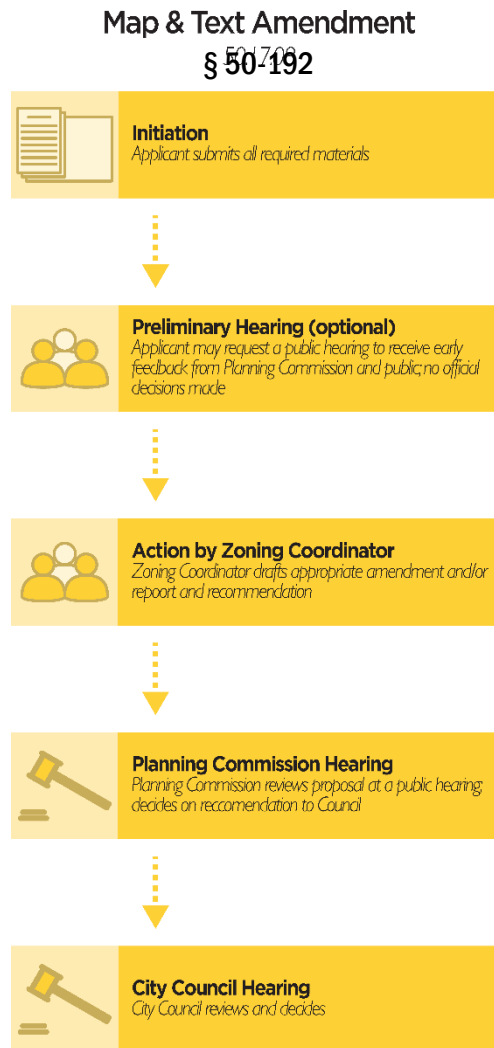 Map & Text Amendment
§ 50-192
Initiation
Applicant submits all required materials
Preliminary Hearing (optional)
Applicant may request a public hearing to receive early
feedback from Planning Commission and public; no official
decisions made
Action by Zoning Coordinator
Zoning Coordinator drafts appropriate amendment and/or
repoort and recommendation
Planning Commission Hearing
Planning Commission reviews proposal at a public hearing;
decides on reccomendation to Council
City Council Hearing
City Council reviews and decides